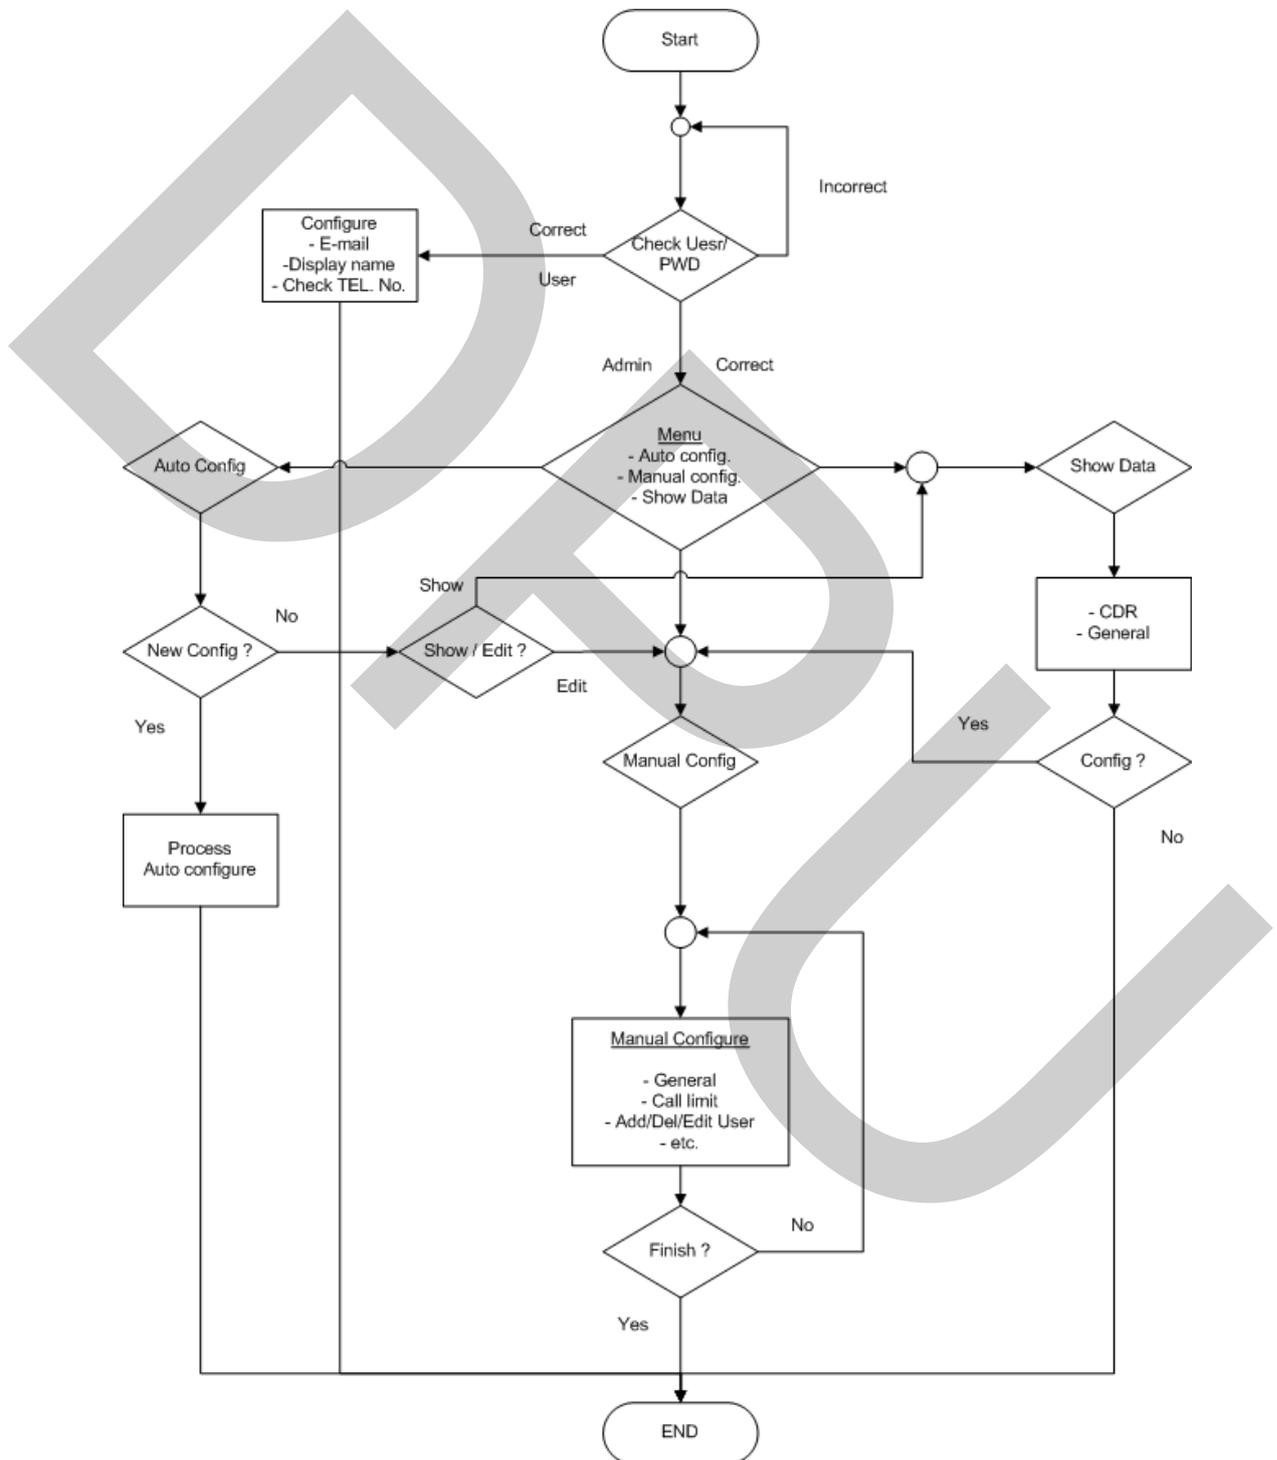 Start
Incorrect
Configure
- E-mail
-Display name
- Check TEL. No.
Correct
User
Check Uesr/
PWD
Admin
Correct
Menu
- Auto config.
- Manual config.
- Show Data
Auto Config
Show Data
Show
No
New Config ?
Show / Edit ?
Edit
- CDR
- General
Yes
Yes
Manual Config
Config ?
No
Process
Auto configure
Manual Configure
- General
- Call limit
- Add/Del/Edit User
- etc.
No
Finish ?
Yes
END
DPU